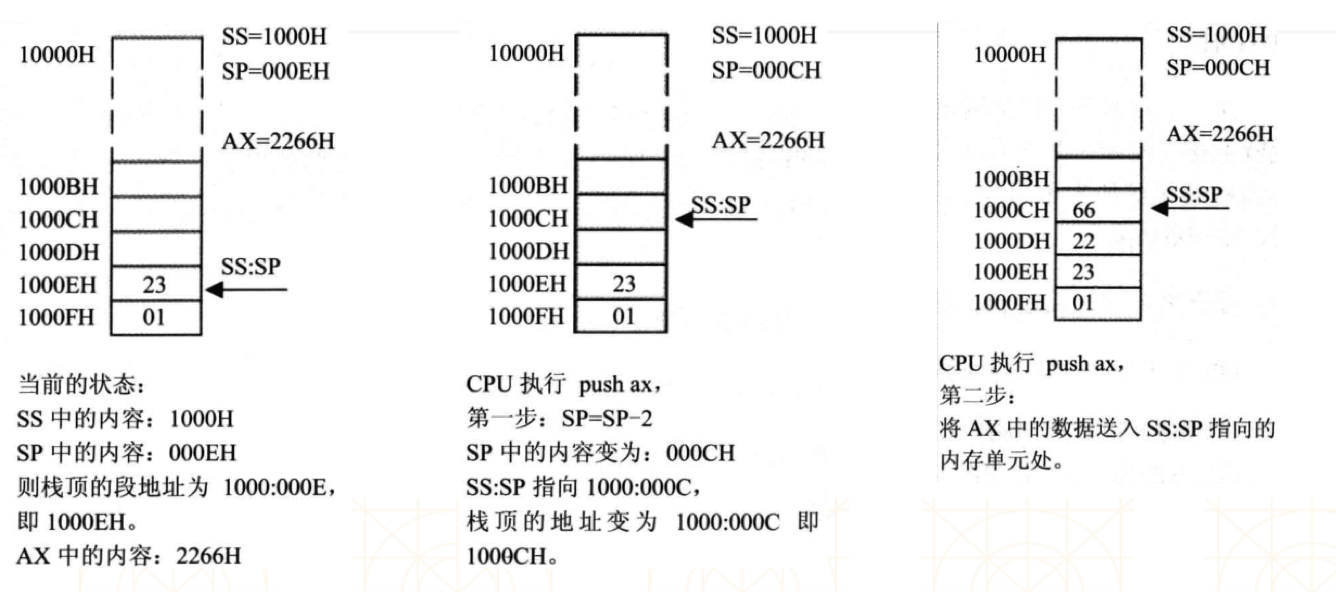 10000H
SS=1000H
SP=000EH
AX=2266H
1000BH
1000CH
1000DH
SS:SP
1000EH 23
1000FH 01
当前的状态：
SS 中的内容：1000H
SP 中的内容：000EH
则栈顶的段地址为 1000:000E，
即 1000EH。
AX 中的内容：2266H
10000H
SS=1000H
SP=000CH
AX=2266H
1000BH
1000CH
SS:SP
1000DH
1000EH 23
1000FH 01
CPU 执行 push ax，
第一步：SP=SP−2
SP 中的内容变为：000CH
SS:SP 指向 1000:000C，
栈顶的地址变为 1000:000C 即
1000CH。
10000H
SS=1000H
SP=000CH
AX=2266H
1000BH
SS:SP
1000CH 66
1000DH 22
1000EH 23
1000FH 01
CPU 执行 push ax，
第二步：
将 AX 中的数据送入 SS:SP 指向的
内存单元处。